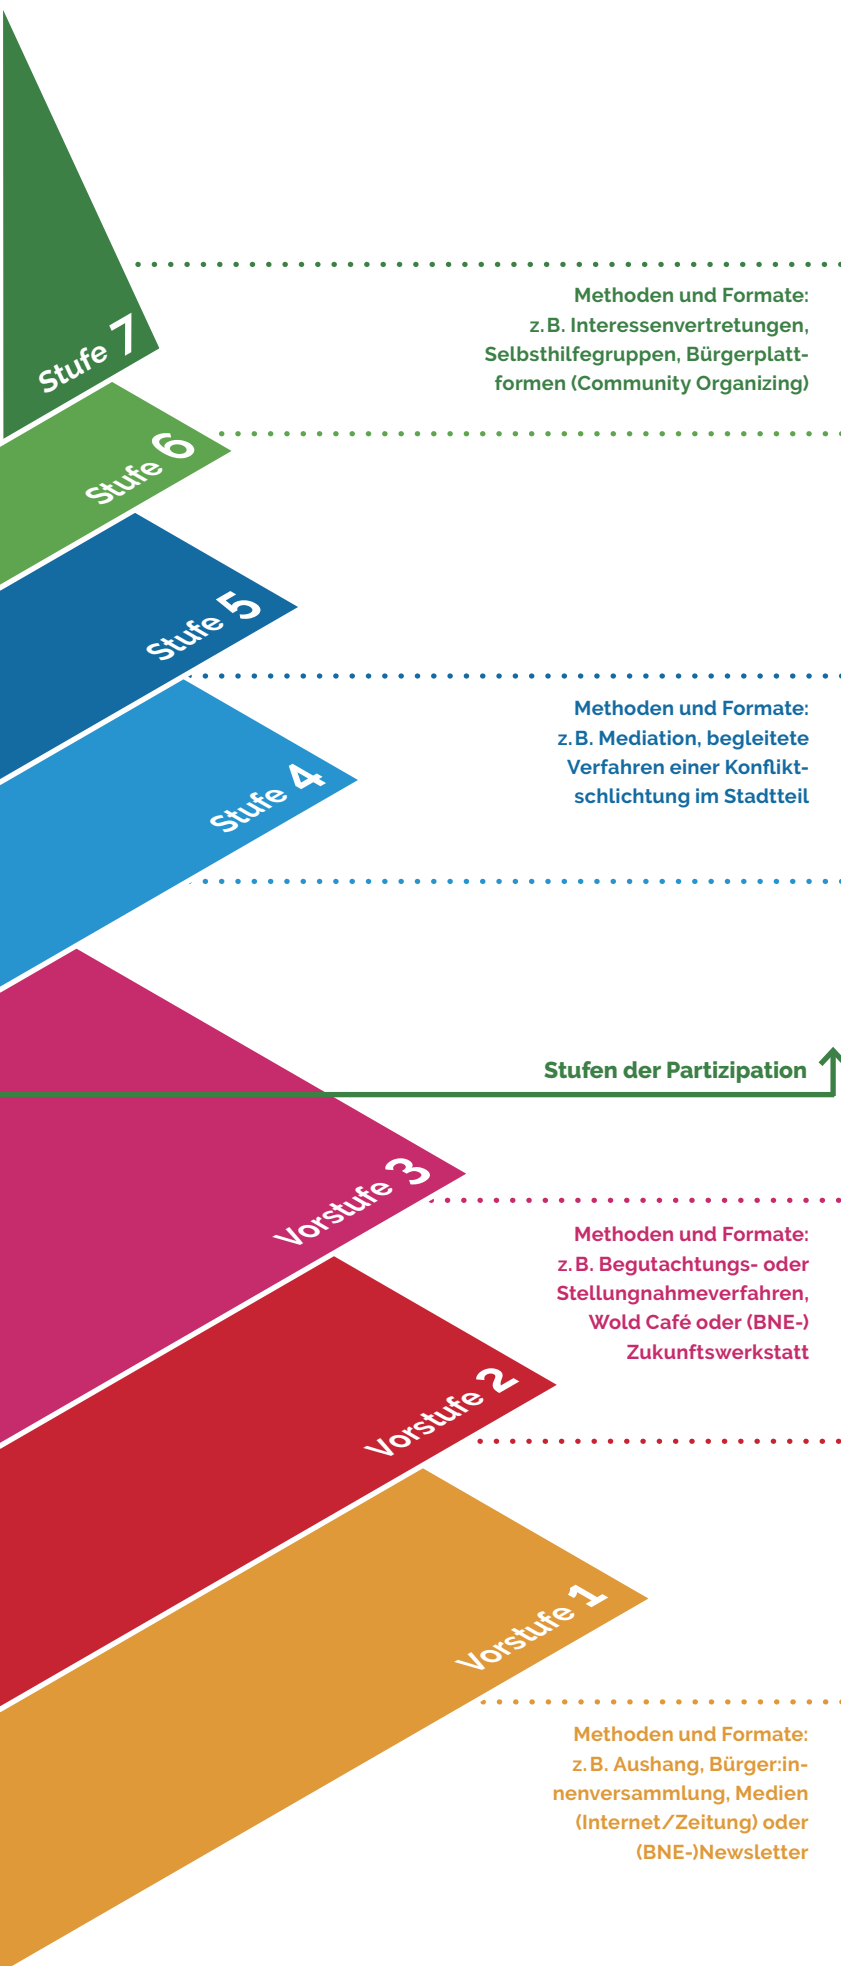 Methoden und Formate:
z. B. Interessenvertretungen,
Selbsthilfegruppen, Bürgerplatt-
formen (Community Organizing)
Stufe 7
Stufe 6
Stufe 5
Methoden und Formate:
z. B. Mediation, begleitete
Verfahren einer Konflikt-
schlichtung im Stadtteil
Stufe 4
Stufen der Partizipation
Vorstufe 3
Methoden und Formate:
z. B. Begutachtungs- oder
Stellungnahmeverfahren,
Wold Café oder (BNE-)
Zukunftswerkstatt
Vorstufe 2
Vorstufe 1
Methoden und Formate:
z. B. Aushang, Bürger:in-
nenversammlung, Medien
(Internet/Zeitung) oder
(BNE-)Newsletter